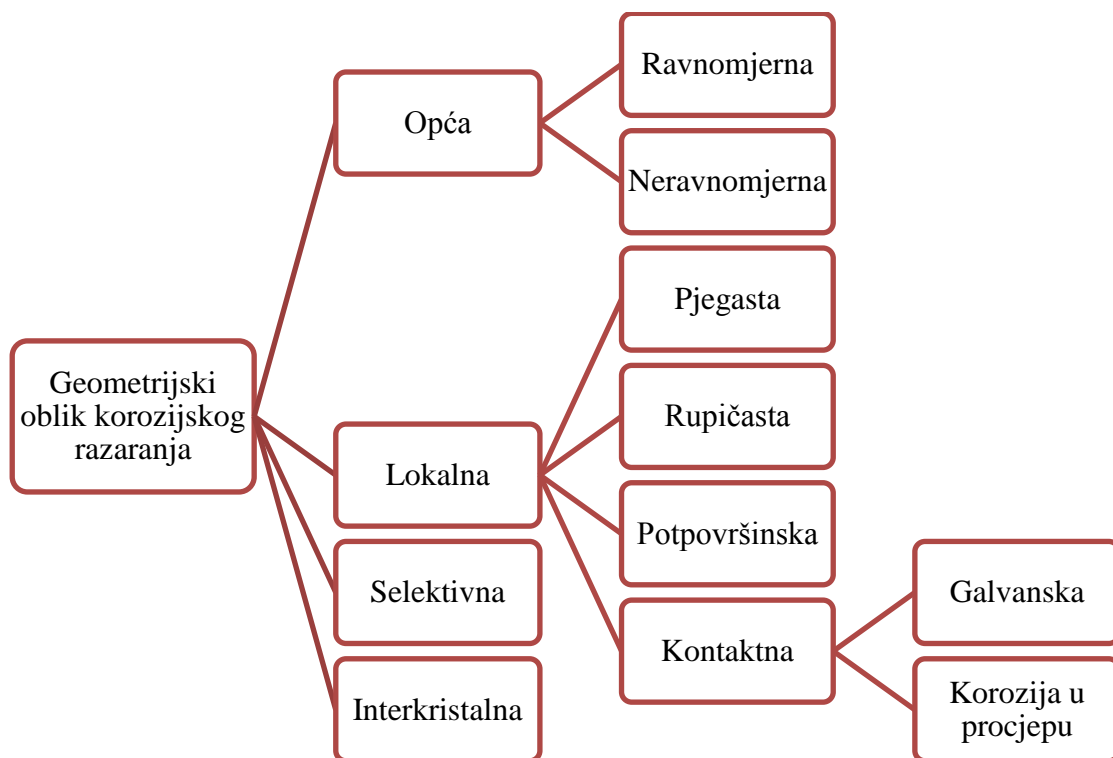 Geometrijski
oblik korozijskog
razaranja
Opća
Ravnomjerna
Neravnomjerna
Lokalna
Pjegasta
Rupičasta
Potpovršinska
Kontaktna
Galvanska
Korozija u
procjepu
Selektivna
Interkristalna